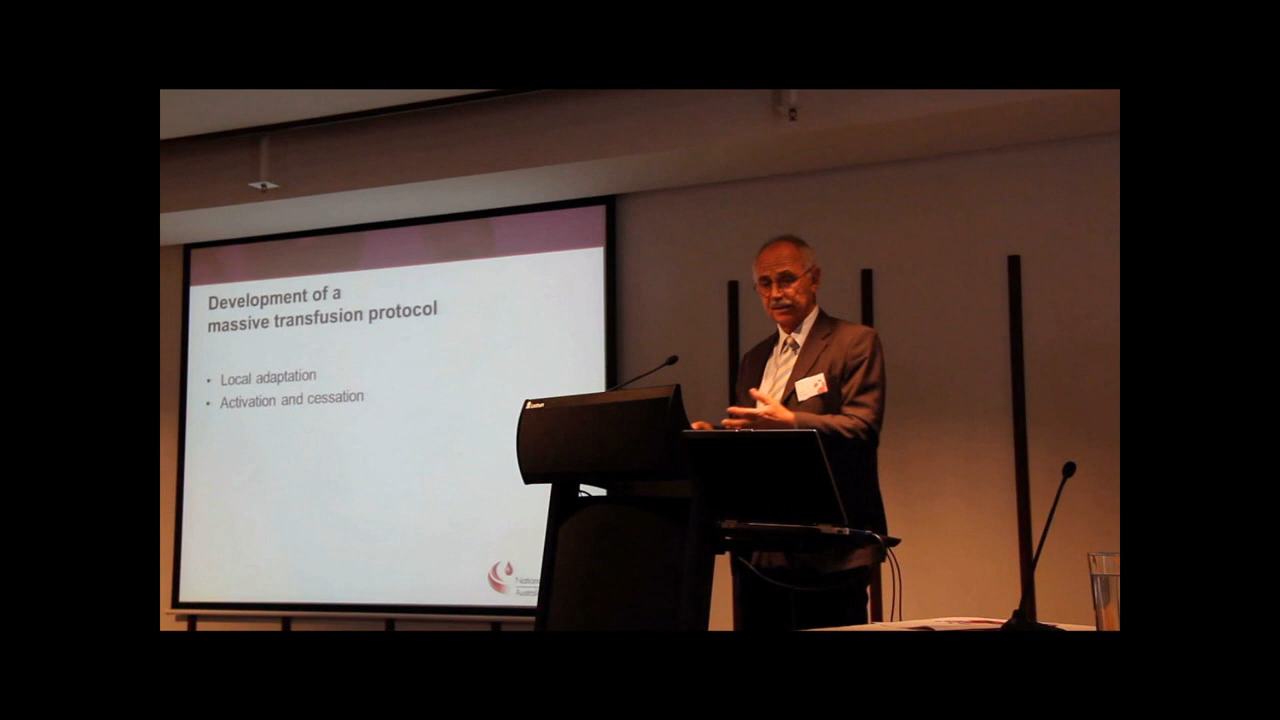 Development of a
massive transfusion protocol
• Local adaptation
• Activation and cessation